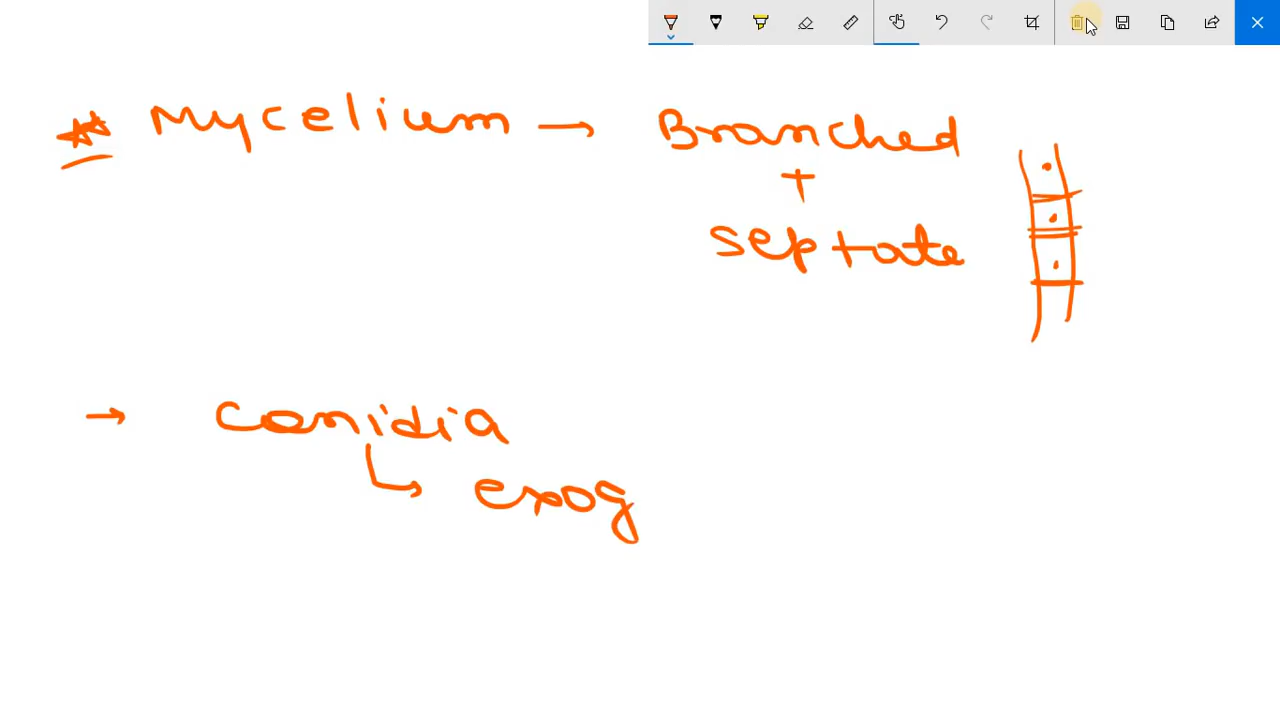 Mycelium → Branched
+
septate
→ conidia
↳ exog